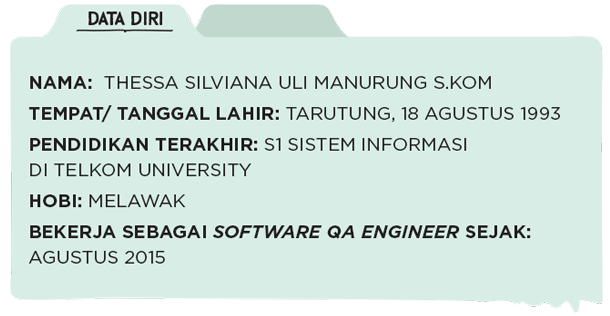 DATA DIRI
NAMA: THESSA SILVIANA ULI MANURUNG S.KOM
TEMPAT/ TANGGAL LAHIR: TARUTUNG, 18 AGUSTUS 1993
PENDIDIKAN TERAKHIR: S1 SISTEM INFORMASI
DI TELKOM UNIVERSITY
HOBI: MELAWAK
BEKERJA SEBAGAI SOFTWARE QA ENGINEER SEJAK:
AGUSTUS 2015